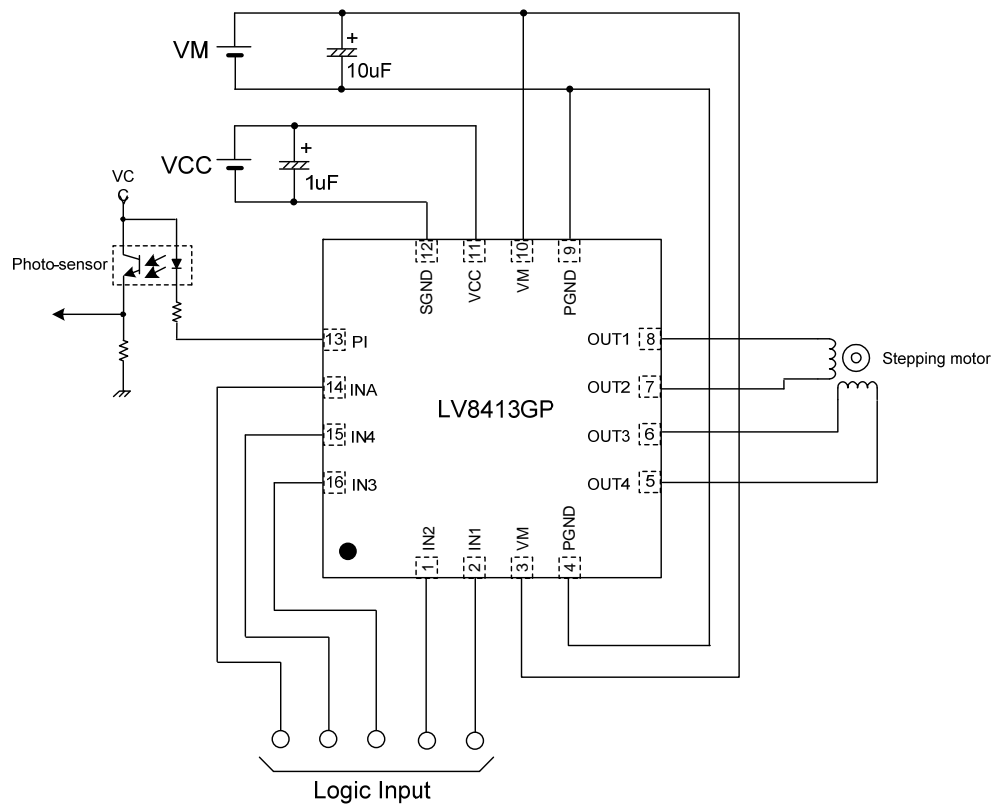 VM
+
10uF
VCC
+
1uF
VC
C
Photo-sensor
12
11
10
9
SGND
VCC
VM
PGND
13 PI
OUT1 8
14 INA
OUT2 7
15 IN4
OUT3 6
16 IN3
OUT4 5
LV8413GP
Stepping motor
IN2
IN1
VM
PGND
1
2
3
4
Logic Input